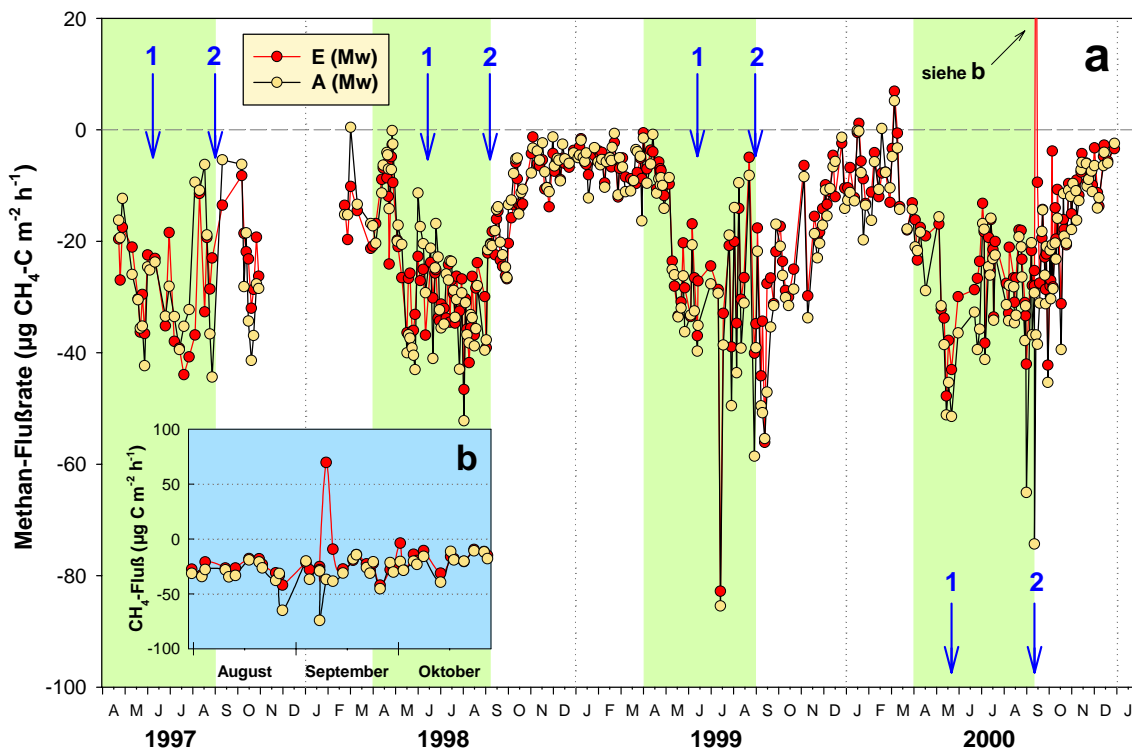 Methan-Flußrate (µg CH₄-C m⁻² h⁻¹)
20
0
-20
-40
-60
-80
-100
E (Mw)
A (Mw)
1
2
1
2
1
2
1
2
siehe b
a
CH₄-Fluß (µg C m⁻² h⁻¹)
100
50
0
-50
-100
b
August
September
Oktober
A M J J A S O N D J F M A M J J A S O N D J F M A M J J A S O N D J F M A M J J A S O N D J
1997
1998
1999
2000